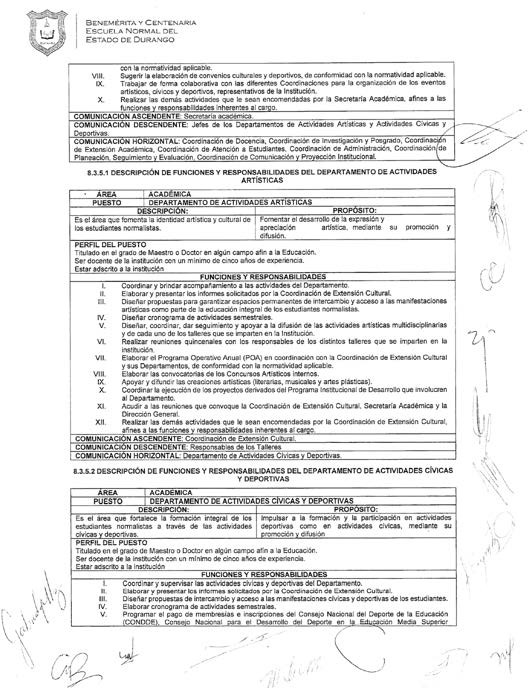 BENEMÉRITA Y CENTENARIA
ESCUELA NORMAL DEL
ESTADO DE DURANGO
con la normatividad aplicable.
VIII. Sugerir la elaboración de convenios culturales y deportivos, de conformidad con la normatividad aplicable.
IX. Trabajar de forma colaborativa con las diferentes Coordinaciones para la organización de los eventos
artísticos, cívicos y deportivos, representativos de la Institución.
X. Realizar las demás actividades que le sean encomendadas por la Secretaría Académica, afines a las
funciones y responsabilidades inherentes al cargo.
COMUNICACIÓN ASCENDENTE: Secretaría académica.
COMUNICACIÓN DESCENDENTE: Jefes de los Departamentos de Actividades Artísticas y Actividades Cívicas y
Deportivas.
COMUNICACIÓN HORIZONTAL: Coordinación de Docencia, Coordinación de Investigación y Posgrado, Coordinación
de Extensión Académica, Coordinación de Atención a Estudiantes, Coordinación de Administración, Coordinación de
Planeación, Seguimiento y Evaluación, Coordinación de Comunicación y Proyección Institucional.
8.3.5.1 DESCRIPCIÓN DE FUNCIONES Y RESPONSABILIDADES DEL DEPARTAMENTO DE ACTIVIDADES
ARTÍSTICAS
ÁREA ACADÉMICA
PUESTO DEPARTAMENTO DE ACTIVIDADES ARTÍSTICAS
DESCRIPCIÓN: PROPÓSITO:
Es el área que fomenta la identidad artística y cultural de Fomentar el desarrollo de la expresión y
los estudiantes normalistas. apreciación artística, mediante su promoción y
difusión.
PERFIL DEL PUESTO
Titulado en el grado de Maestro o Doctor en algún campo afín a la Educación.
Ser docente de la institución con un mínimo de cinco años de experiencia.
Estar adscrito a la institución
FUNCIONES Y RESPONSABILIDADES
I. Coordinar y brindar acompañamiento a las actividades del Departamento.
II. Elaborar y presentar los informes solicitados por la Coordinación de Extensión Cultural.
III. Diseñar propuestas para garantizar espacios permanentes de intercambio y acceso a las manifestaciones
artísticas como parte de la educación integral de los estudiantes normalistas.
IV. Diseñar cronograma de actividades semestrales.
V. Diseñar, coordinar, dar seguimiento y apoyar a la difusión de las actividades artísticas multidisciplinarias
y de cada uno de los talleres que se imparten en la Institución.
VI. Realizar reuniones quincenales con los responsables de los distintos talleres que se imparten en la
institución.
VII. Elaborar el Programa Operativo Anual (POA) en coordinación con la Coordinación de Extensión Cultural
y sus Departamentos, de conformidad con la normatividad aplicable.
VIII. Elaborar las convocatorias de los Concursos Artísticos internos.
IX. Apoyar y difundir las creaciones artísticas (literarias, musicales y artes plásticas).
X. Coordinar la ejecución de los proyectos derivados del Programa Institucional de Desarrollo que involucren
al Departamento.
XI. Acudir a las reuniones que convoque la Coordinación de Extensión Cultural, Secretaría Académica y la
Dirección General.
XII. Realizar las demás actividades que le sean encomendadas por la Coordinación de Extensión Cultural,
afines a las funciones y responsabilidades inherentes al cargo.
COMUNICACIÓN ASCENDENTE: Coordinación de Extensión Cultural.
COMUNICACIÓN DESCENDENTE: Responsables de los Talleres
COMUNICACIÓN HORIZONTAL: Departamento de Actividades Cívicas y Deportivas.
8.3.5.2 DESCRIPCIÓN DE FUNCIONES Y RESPONSABILIDADES DEL DEPARTAMENTO DE ACTIVIDADES CÍVICAS
Y DEPORTIVAS
ÁREA ACADÉMICA
PUESTO DEPARTAMENTO DE ACTIVIDADES CÍVICAS Y DEPORTIVAS
DESCRIPCIÓN: PROPÓSITO:
Es el área que fortalece la formación integral de los Impulsar a la formación y la participación en actividades
estudiantes normalistas a través de las actividades deportivas como en actividades cívicas, mediante su
cívicas y deportivas. promoción y difusión
PERFIL DEL PUESTO
Titulado en el grado de Maestro o Doctor en algún campo afín a la Educación.
Ser docente de la institución con un mínimo de cinco años de experiencia.
Estar adscrito a la institución
FUNCIONES Y RESPONSABILIDADES
I. Coordinar y supervisar las actividades cívicas y deportivas del Departamento.
II. Elaborar y presentar los informes solicitados por la Coordinación de Extensión Cultural.
III. Diseñar propuestas de intercambio y acceso a las manifestaciones cívicas y deportivas de los estudiantes.
IV. Elaborar cronograma de actividades semestrales.
V. Programar el pago de membresías e inscripciones del Consejo Nacional del Deporte de la Educación
(CONDDE), Consejo Nacional para el Desarrollo del Deporte en la Educación Media Superior